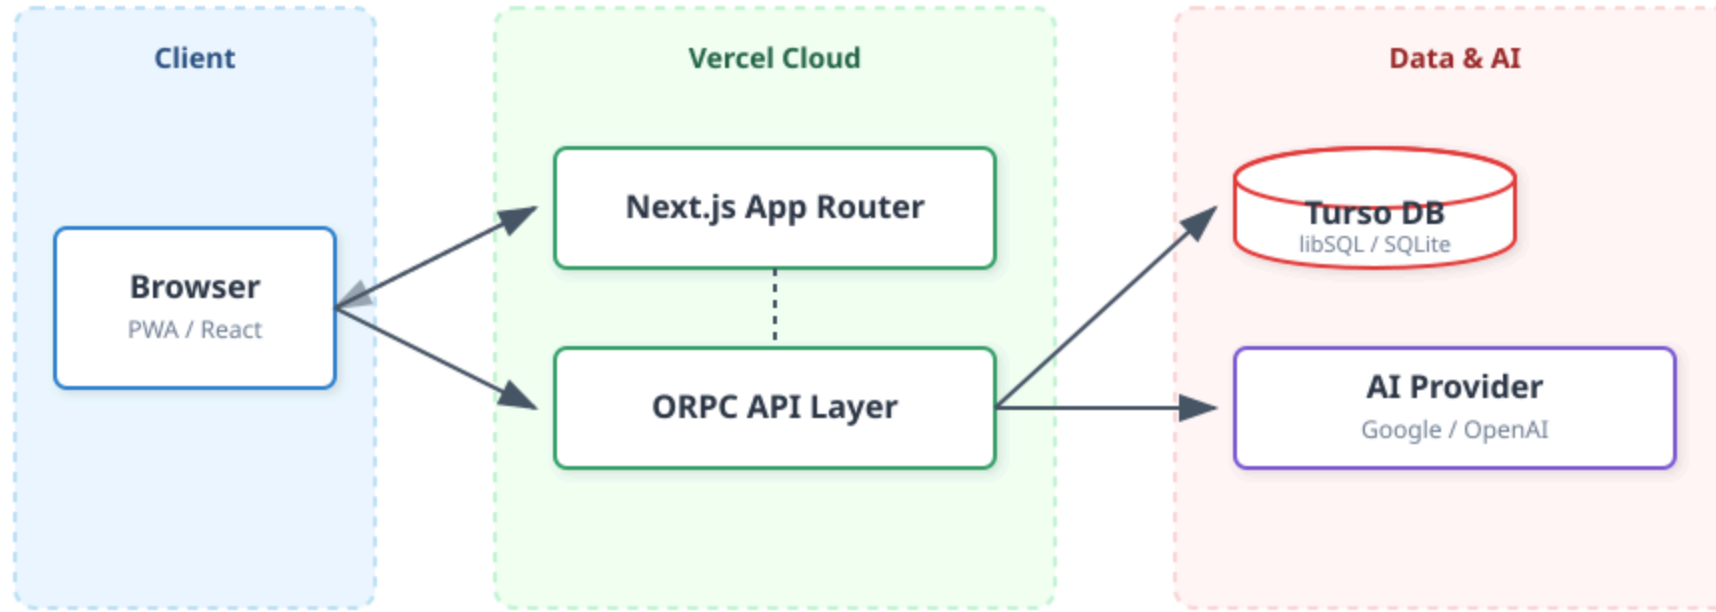 Client
Browser
PWA / React
Vercel Cloud
Next.js App Router
ORPC API Layer
Data & AI
Turso DB
libSQL / SQLite
AI Provider
Google / OpenAI